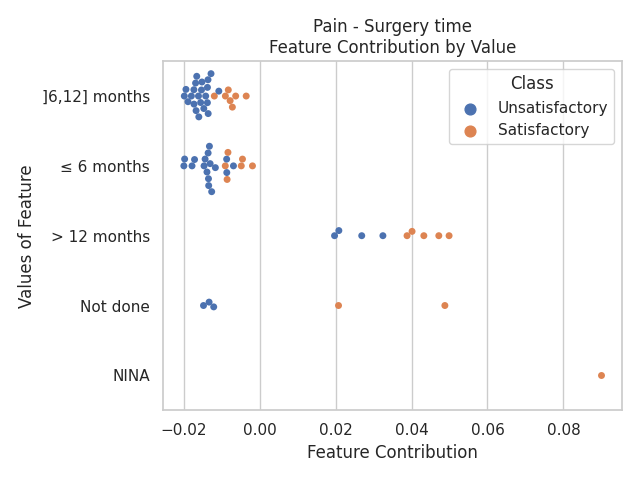 Pain - Surgery time
Feature Contribution by Value
Class
Unsatisfactory
Satisfactory
Values of Feature
]6,12] months
≤ 6 months
> 12 months
Not done
NINA
−0.02 0.00 0.02 0.04 0.06 0.08
Feature Contribution